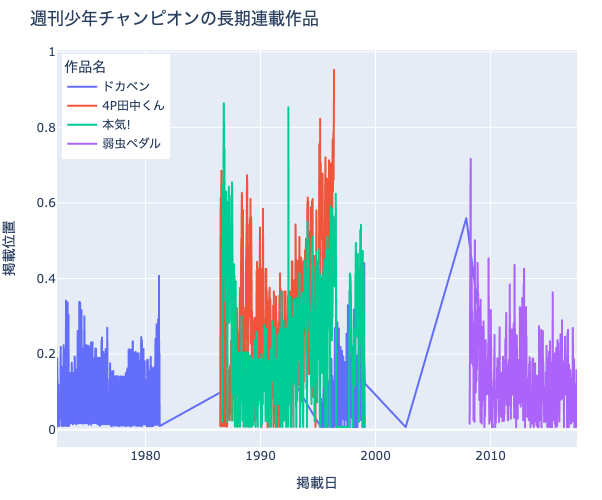 週刊少年チャンピオンの長期連載作品
作品名
ドカベン
4P田中くん
本気!
弱虫ペダル
1
0.8
0.6
0.4
0.2
0
掲載位置
1980
1990
2000
2010
掲載日